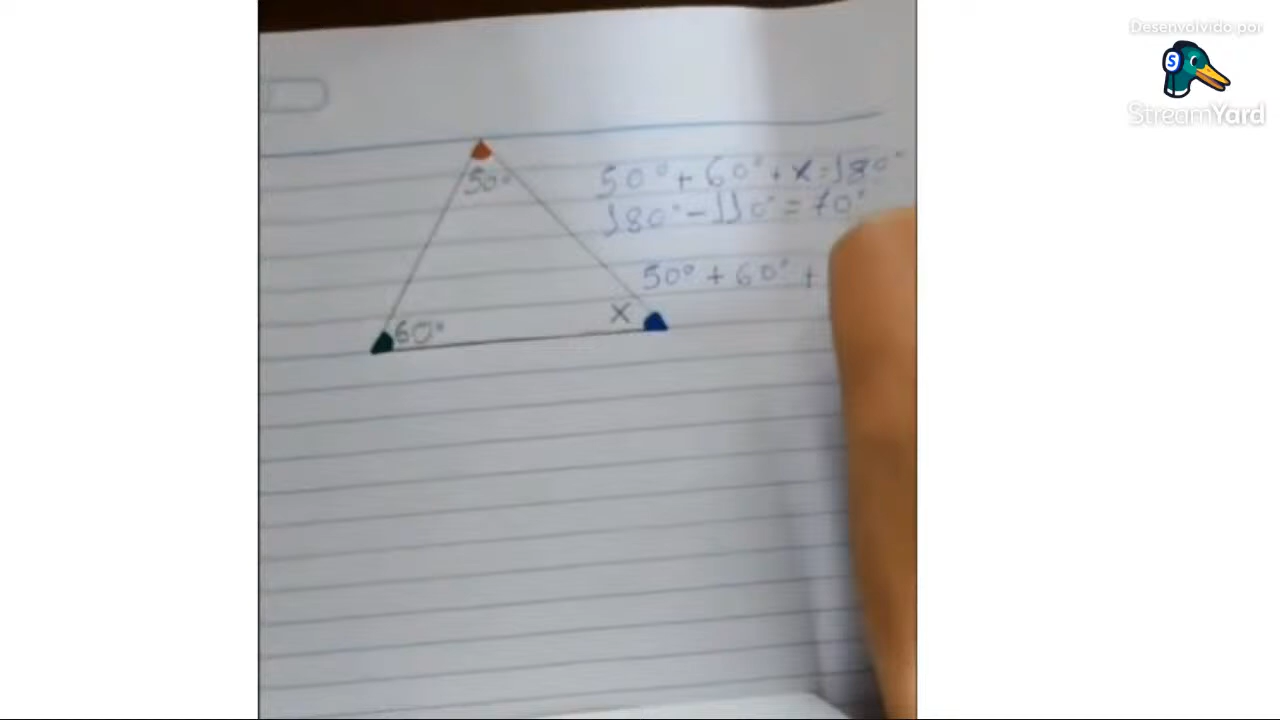 Desenvolvido por
S
StreamYard
50°
50° + 60° + x = 180°
180° - 110° = 70°
50° + 60° +
x
60°